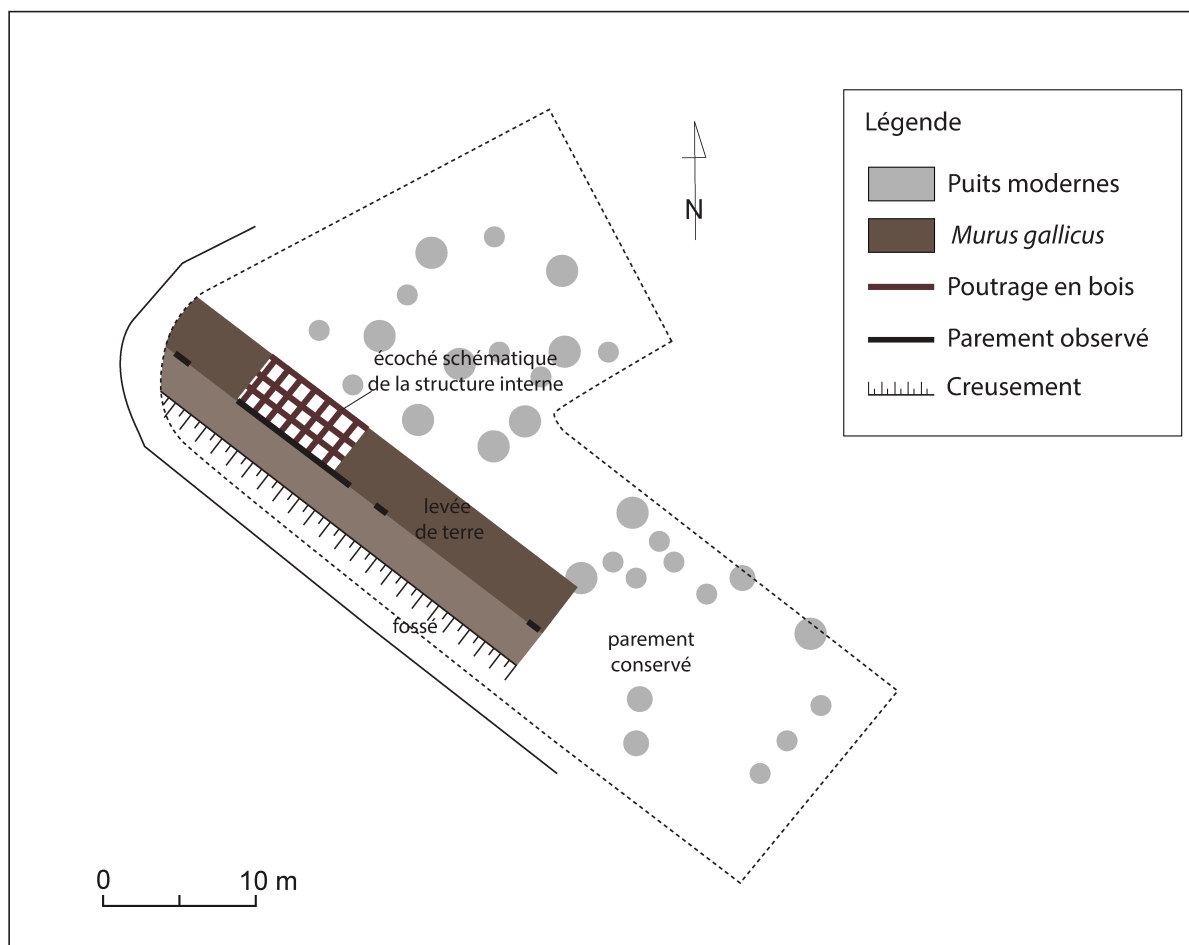 Légende
Puits modernes
Murus gallicus
Poutrage en bois
Parement observé
Creusement
N
écoché schématique
de la structure interne
levée
de terre
fossé
parement
conservé
0 10 m